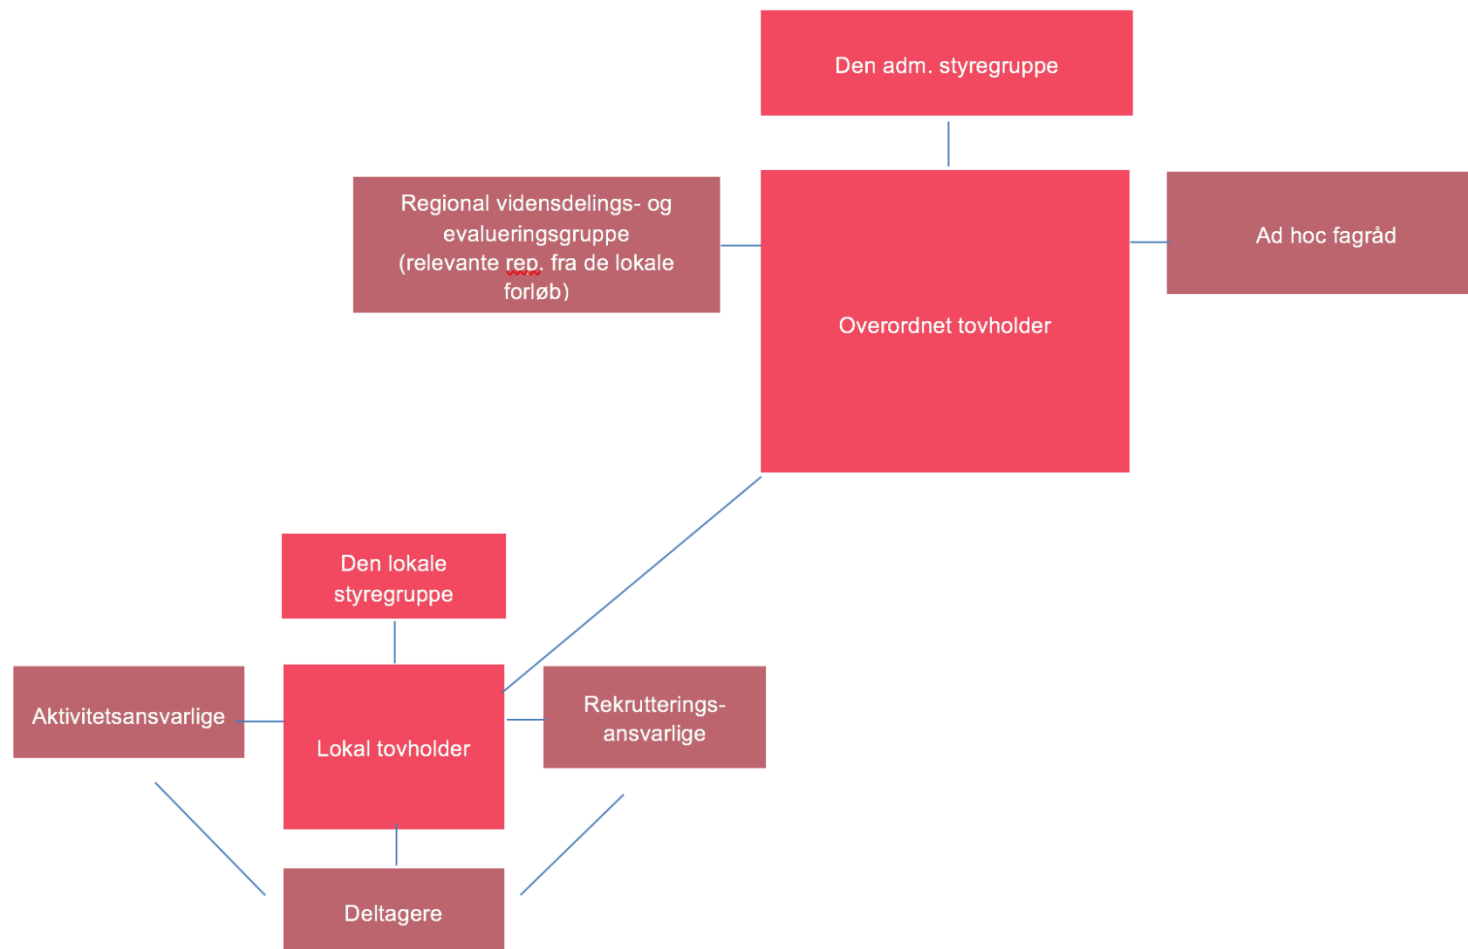 Den adm. styregruppe
Regional vidensdelings- og
evalueringsgruppe
(relevante rep. fra de lokale
forløb)
Ad hoc fagråd
Overordnet tovholder
Den lokale
styregruppe
Aktivitetsansvarlige
Lokal tovholder
Rekrutterings-
ansvarlige
Deltagere